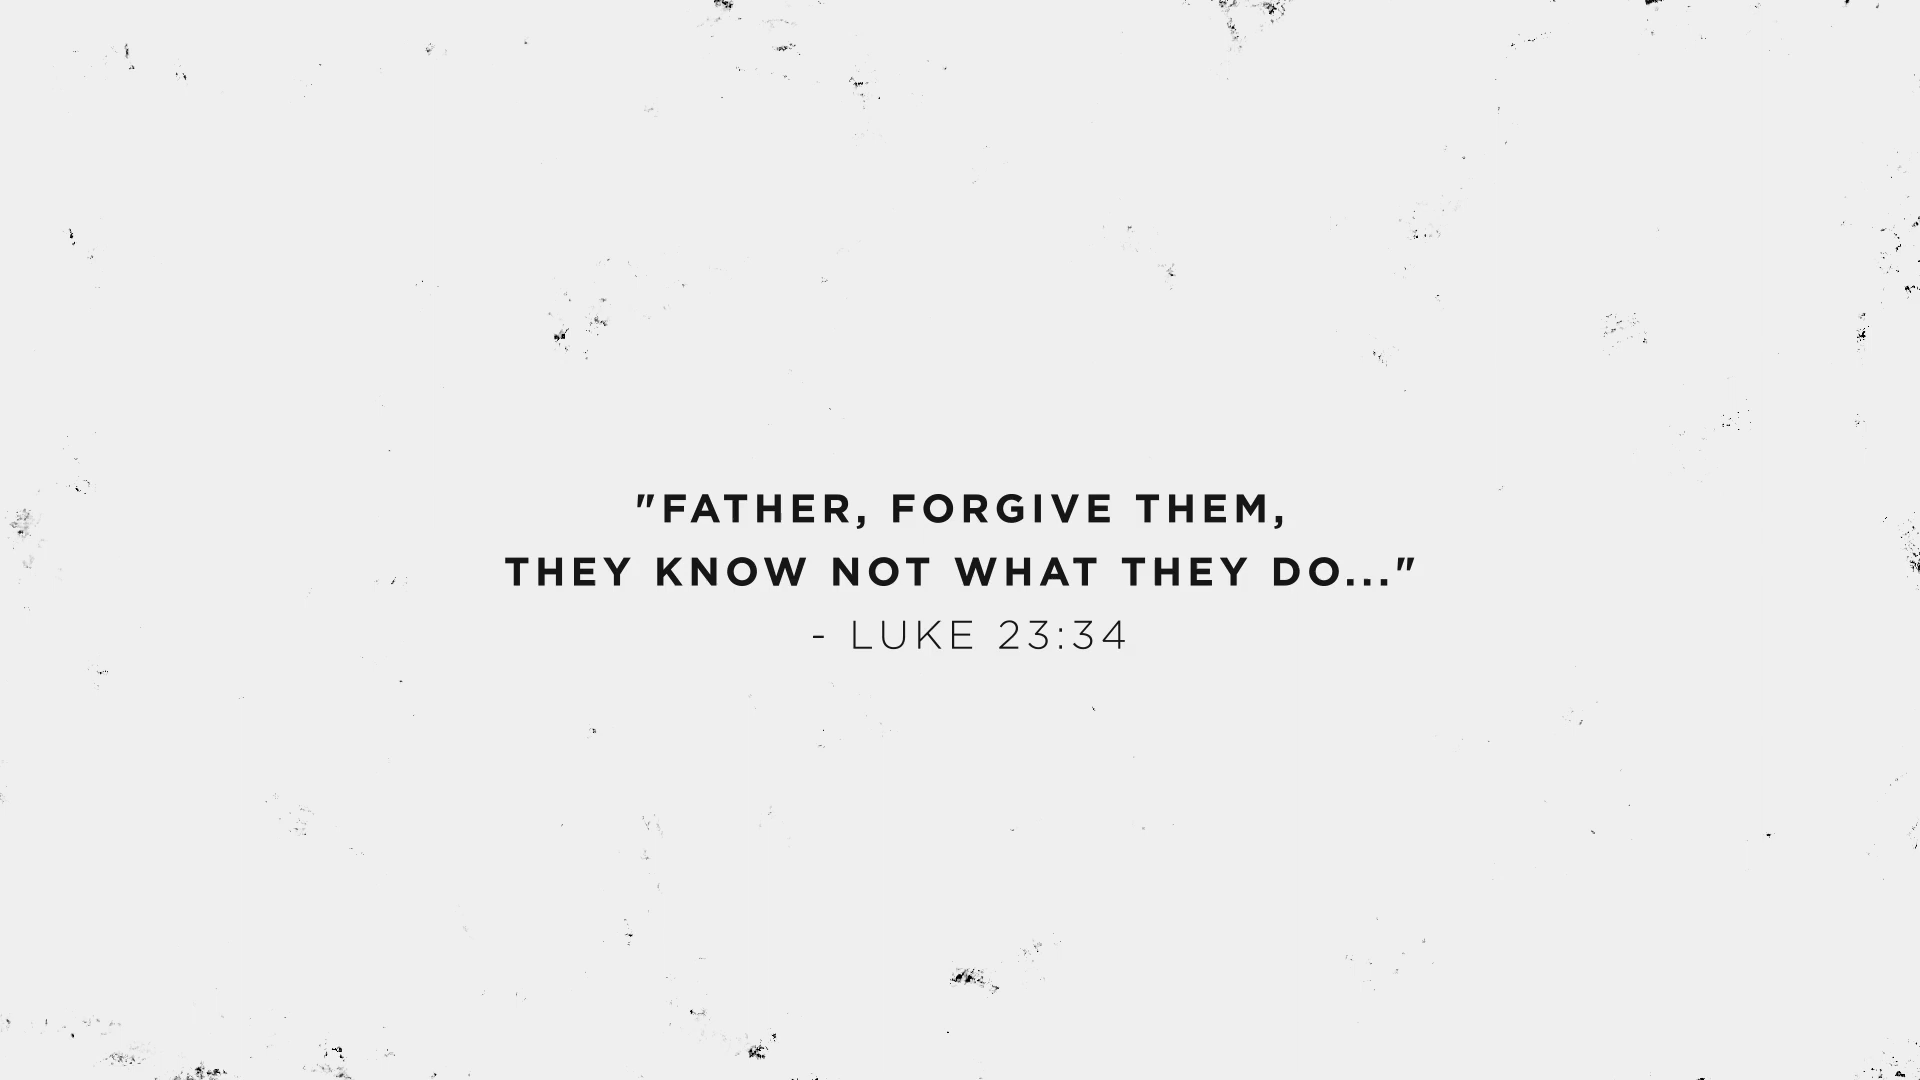 "FATHER, FORGIVE THEM,
THEY KNOW NOT WHAT THEY DO..."
- LUKE 23:34